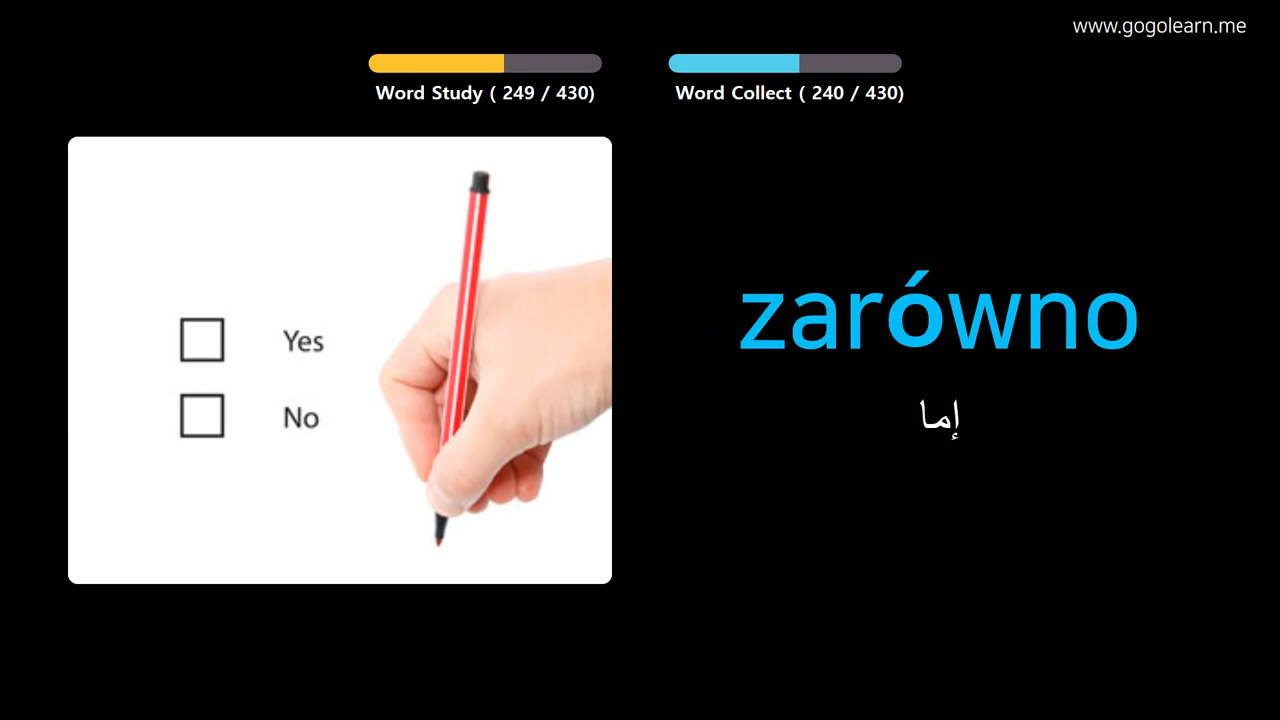 www.gogolearn.me
Word Study ( 249 / 430)
Word Collect ( 240 / 430)
Yes
No
zarówno
إما